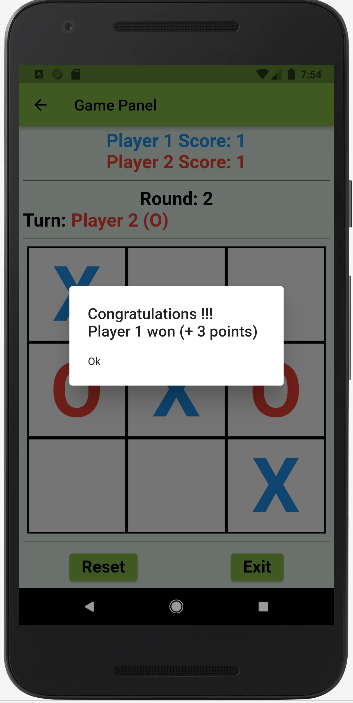 7:54
Game Panel
Player 1 Score: 1
Player 2 Score: 1
Round: 2
Turn: Player 2 (O)
X
Congratulations !!!
Player 1 won (+ 3 points)
Ok
O X O
X
Reset Exit